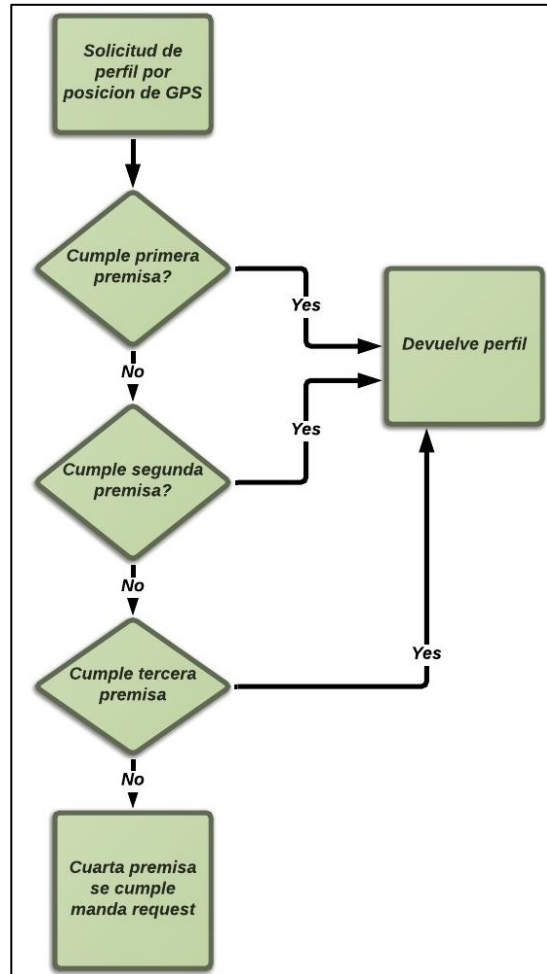 Solicitud de
perfil por
posicion de GPS
Cumple primera
premisa?
Yes
Devuelve perfil
No
Yes
Cumple segunda
premisa?
No
Yes
Cumple tercera
premisa
No
Cuarta premisa
se cumple
manda request